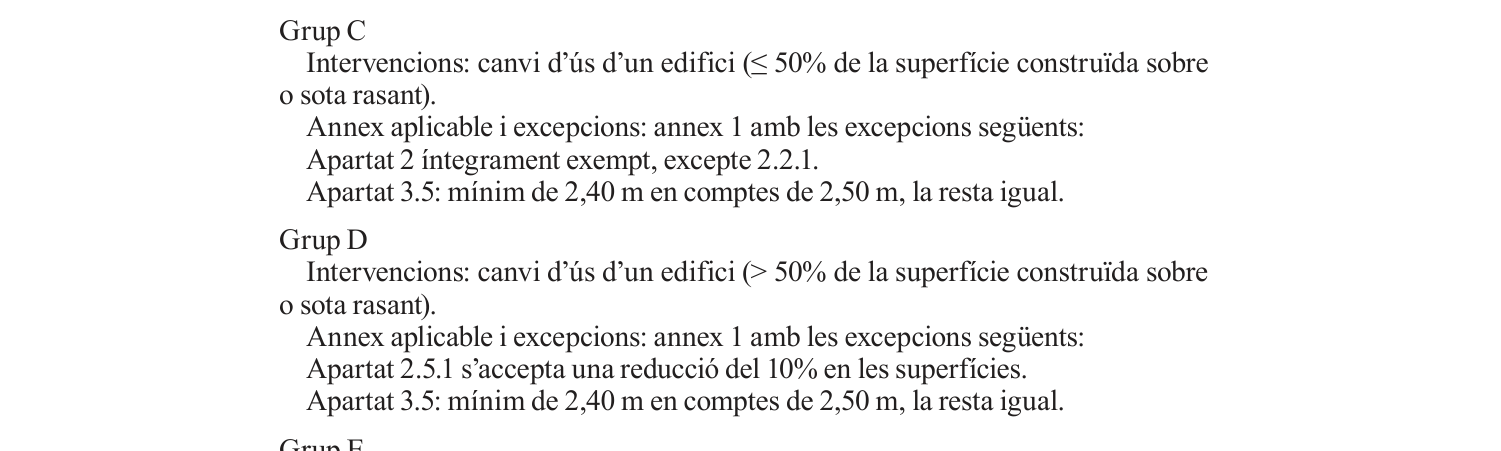 Grup C
Intervencions: canvi d’ús d’un edifici (≤ 50% de la superfície construïda sobre
o sota rasant).
Annex aplicable i excepcions: annex 1 amb les excepcions següents:
Apartat 2 íntegrament exempt, excepte 2.2.1.
Apartat 3.5: mínim de 2,40 m en comptes de 2,50 m, la resta igual.
Grup D
Intervencions: canvi d’ús d’un edifici (> 50% de la superfície construïda sobre
o sota rasant).
Annex aplicable i excepcions: annex 1 amb les excepcions següents:
Apartat 2.5.1 s’accepta una reducció del 10% en les superfícies.
Apartat 3.5: mínim de 2,40 m en comptes de 2,50 m, la resta igual.
Grup